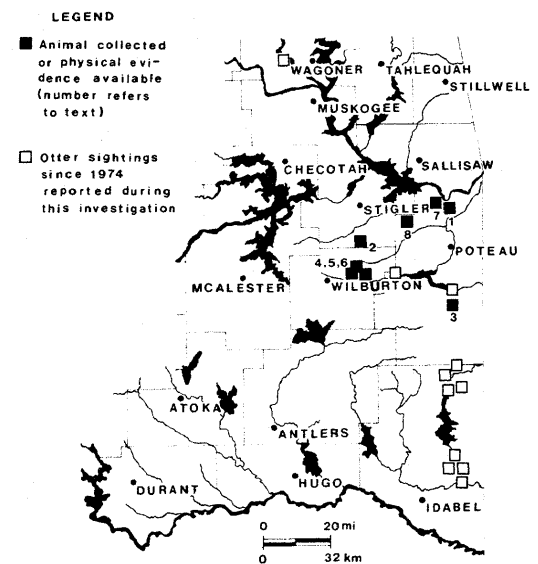 LEGEND
Animal collected
or physical evi-
dence available
(number refers
to text)
Otter sightings
since 1974
reported during
this investigation
WAGONER
TAHLEQUAH
STILLWELL
MUSKOGEE
CHECOTAH
SALLISAW
STIGLER
7
1
8
2
POTEAU
4,5,6
MCALESTER
WILBURTON
3
ATOKA
ANTLERS
DURANT
HUGO
IDABEL
0 20 mi
0 32 km